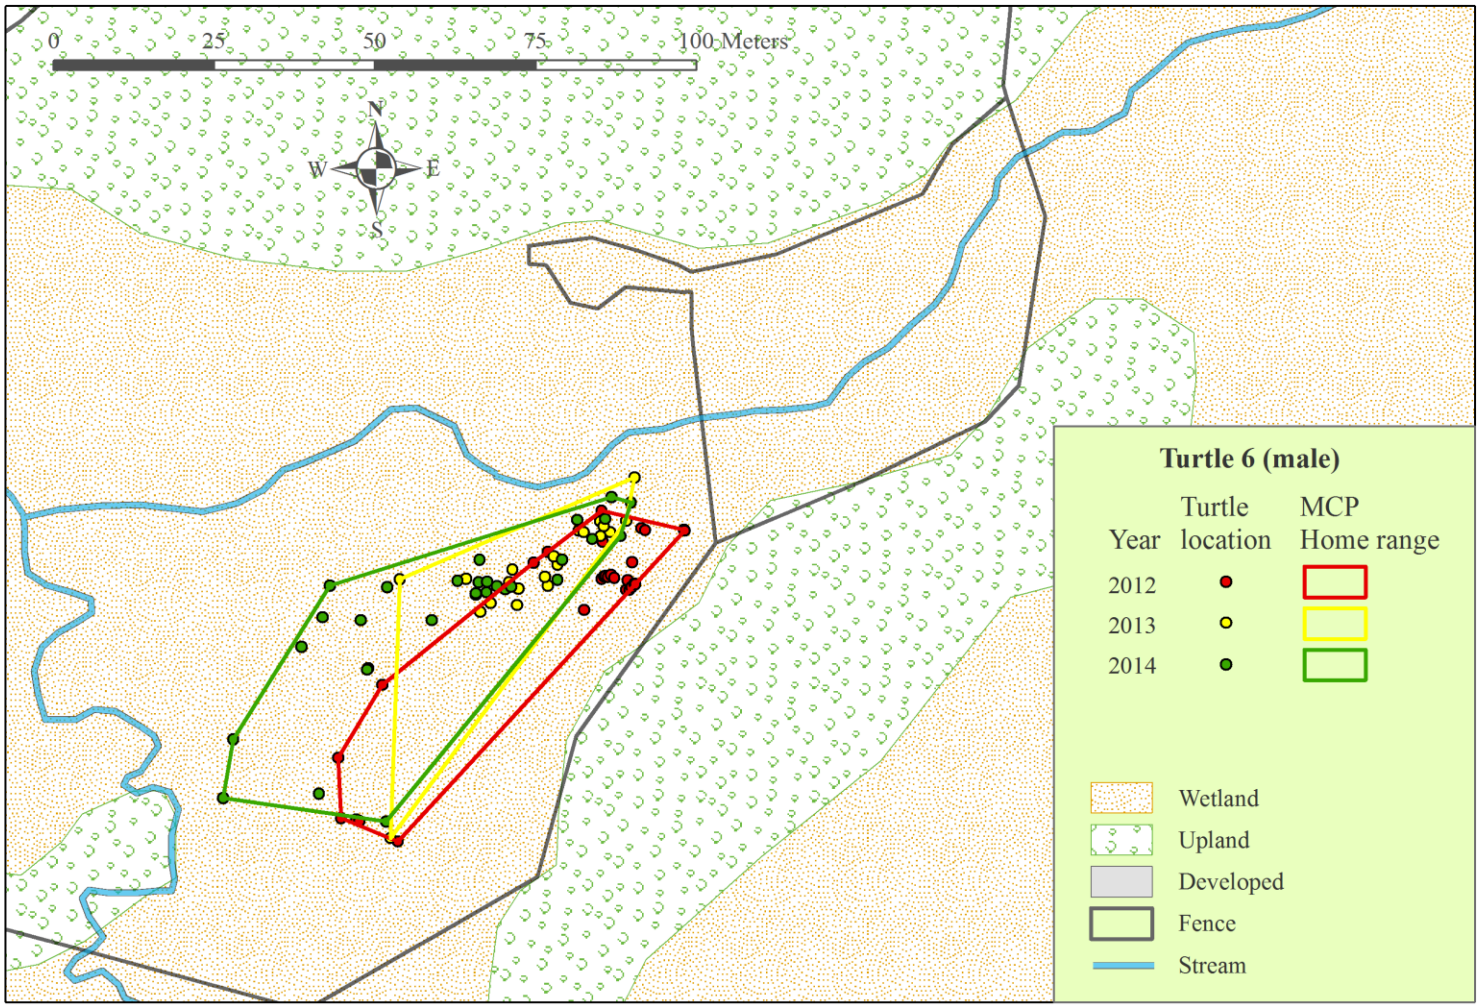 0 25 50 75 100 Meters
N
W E
S
Turtle 6 (male)
Turtle MCP
Year location Home range
2012
2013
2014
Wetland
Upland
Developed
Fence
Stream